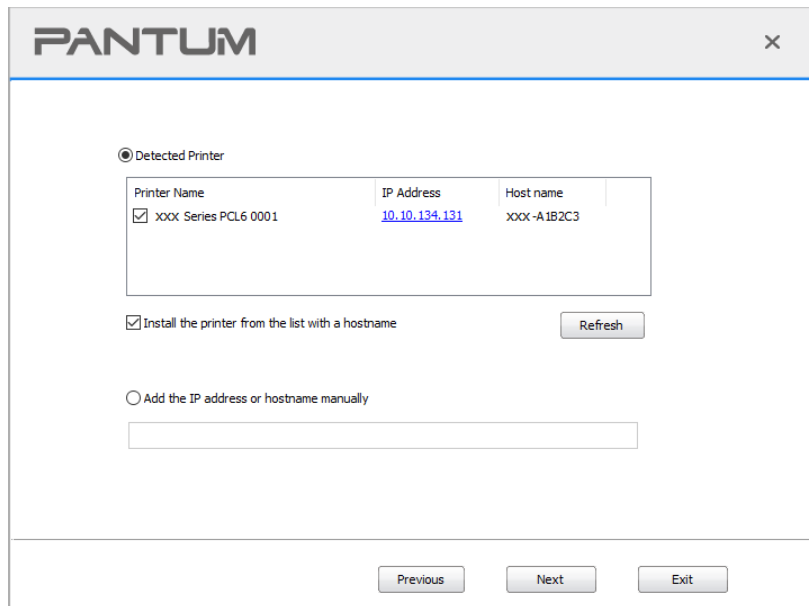 PANTUM
Detected Printer
Printer Name IP Address Host name
XXX Series PCL6 0001 10.10.134.131 XXX-A1B2C3
Install the printer from the list with a hostname
Refresh
Add the IP address or hostname manually
Previous Next Exit